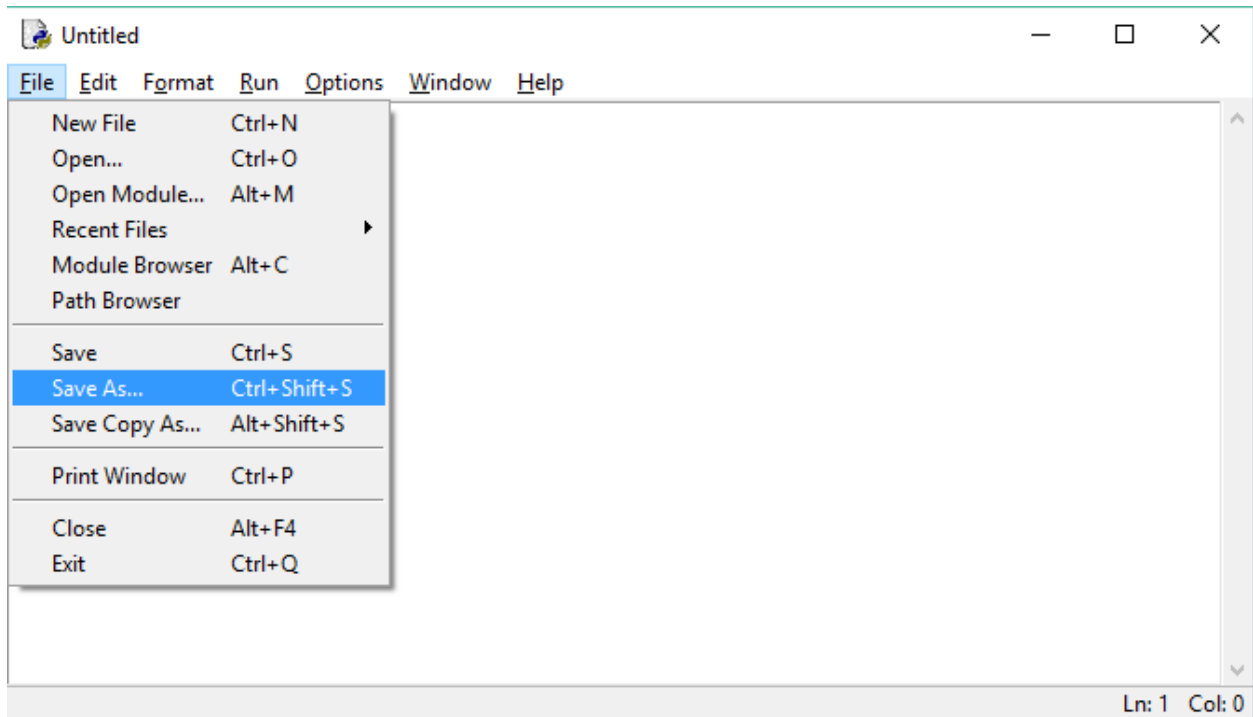 Untitled
File Edit Format Run Options Window Help
New File Ctrl+N
Open... Ctrl+O
Open Module... Alt+M
Recent Files
Module Browser Alt+C
Path Browser
Save Ctrl+S
Save As... Ctrl+Shift+S
Save Copy As... Alt+Shift+S
Print Window Ctrl+P
Close Alt+F4
Exit Ctrl+Q
Ln: 1 Col: 0